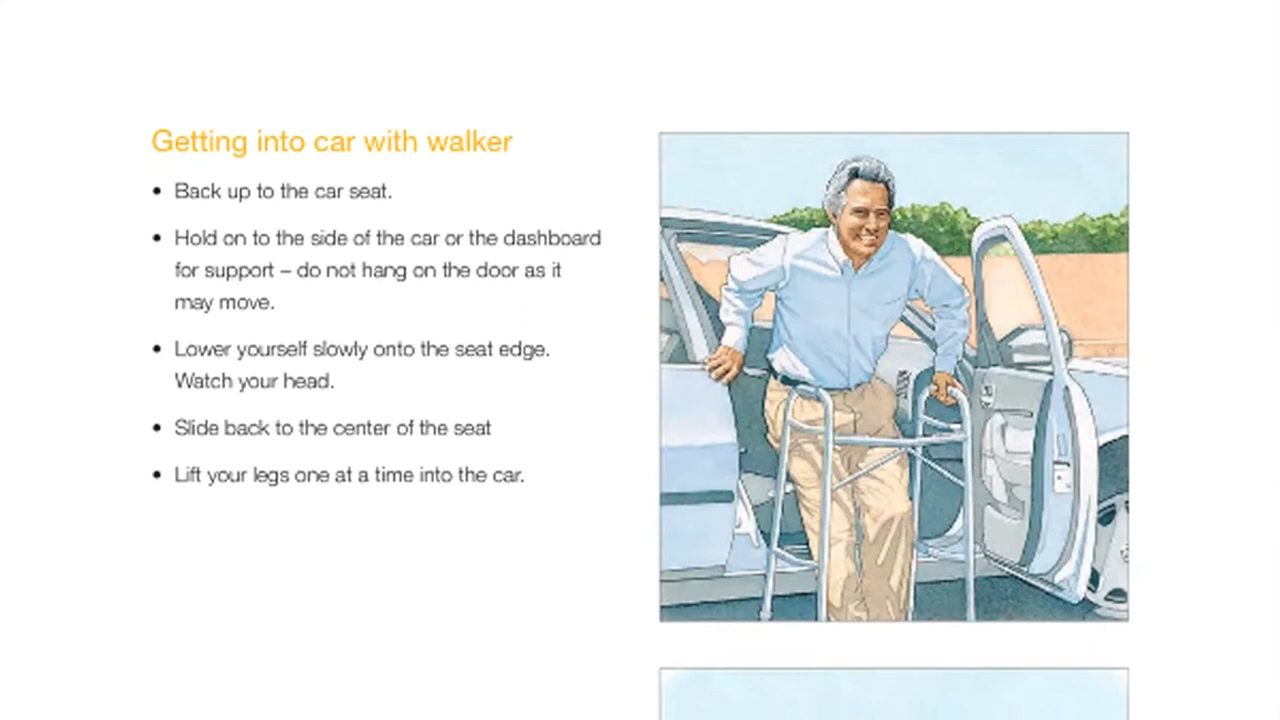 Getting into car with walker
• Back up to the car seat.
• Hold on to the side of the car or the dashboard
for support – do not hang on the door as it
may move.
• Lower yourself slowly onto the seat edge.
Watch your head.
• Slide back to the center of the seat
• Lift your legs one at a time into the car.